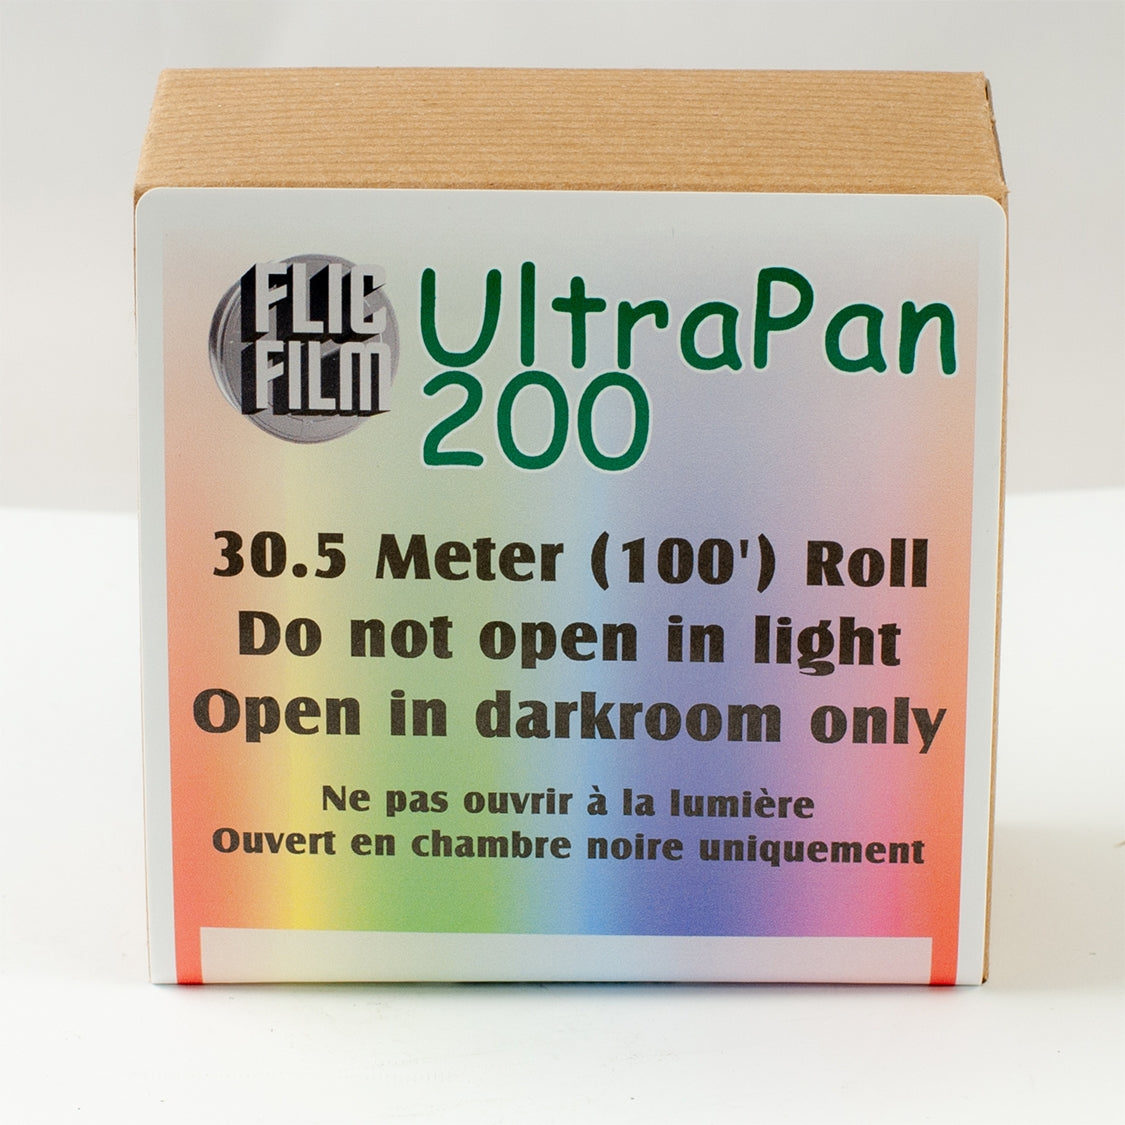 FLIC
FILM
UltraPan
200
30.5 Meter (100') Roll
Do not open in light
Open in darkroom only
Ne pas ouvrir à la lumière
Ouvert en chambre noire uniquement